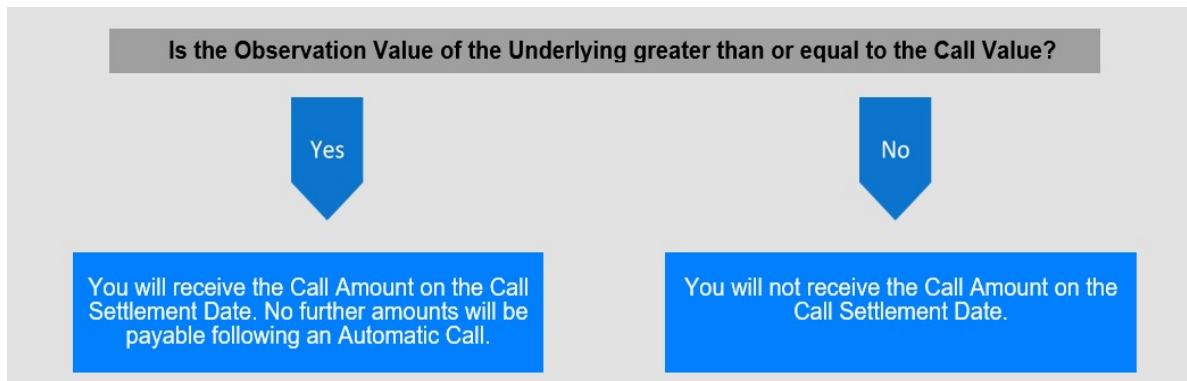 Is the Observation Value of the Underlying greater than or equal to the Call Value?
Yes
No
You will receive the Call Amount on the Call
Settlement Date. No further amounts will be
payable following an Automatic Call.
You will not receive the Call Amount on the
Call Settlement Date.